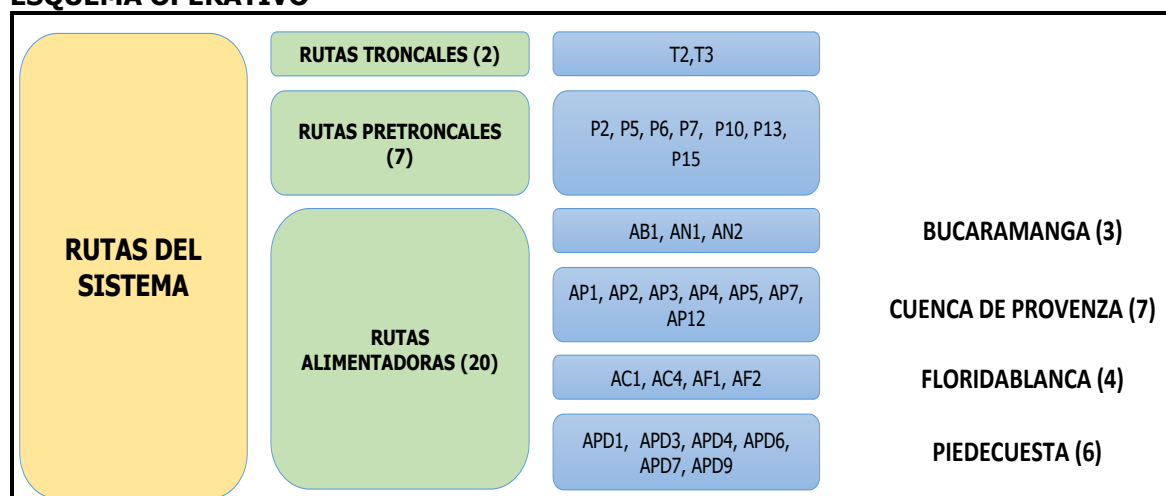 ESQUEMA OPERATIVO
RUTAS DEL
SISTEMA
RUTAS TRONCALES (2)
T2,T3
RUTAS PRETRONCALES
(7)
P2, P5, P6, P7, P10, P13,
P15
RUTAS
ALIMENTADORAS (20)
AB1, AN1, AN2
BUCARAMANGA (3)
AP1, AP2, AP3, AP4, AP5, AP7,
AP12
CUENCA DE PROVENZA (7)
AC1, AC4, AF1, AF2
FLORIDABLANCA (4)
APD1, APD3, APD4, APD6,
APD7, APD9
PIEDECUESTA (6)